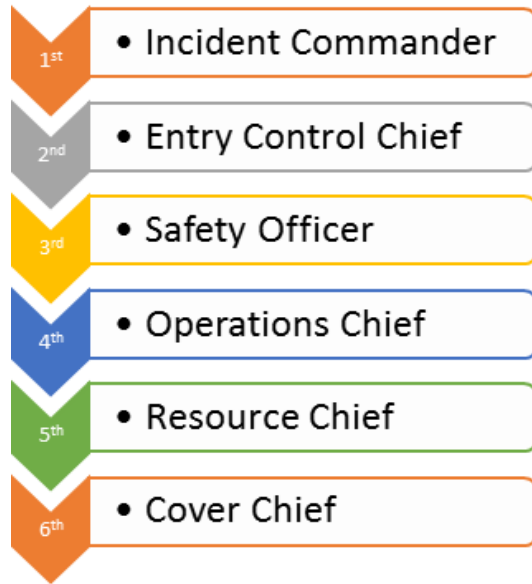 1st • Incident Commander
2nd • Entry Control Chief
3rd • Safety Officer
4th • Operations Chief
5th • Resource Chief
6th • Cover Chief